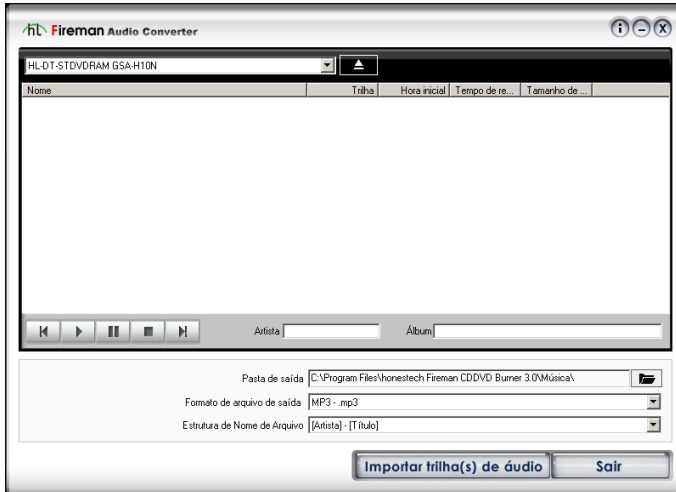 ht Fireman Audio Converter
HL-DT-STDVDRAM GSA-H10N
Nome Trilha Hora inicial Tempo de re... Tamanho de ...
Artista Álbum
Pasta de saída C:\Program Files\honestech Fireman CDDVD Burner 3.0\Música\
Formato de arquivo de saída MP3 - .mp3
Estrutura de Nome de Arquivo [Artista] - [Título]
Importar trilha(s) de áudio Sair